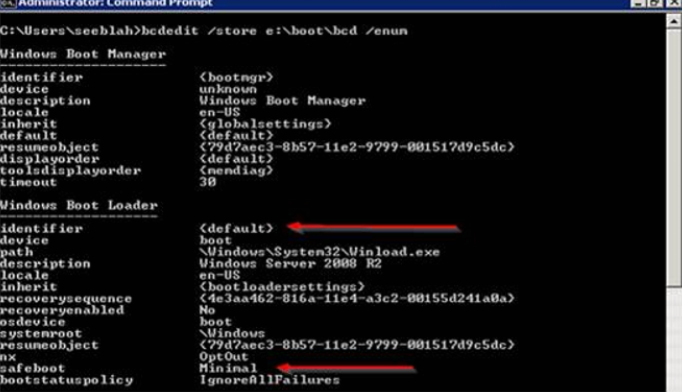 Administrator: Command Prompt
C:\Users\seeblah>bcdedit /store e:\boot\bcd /enum
Windows Boot Manager
--------------------
identifier {bootmgr}
device unknown
description Windows Boot Manager
locale en-US
inherit {globalsettings}
default {default}
resumeobject {79d7aec3-8b57-11e2-9799-001517d9c5dc}
displayorder {default}
toolsdisplayorder {memdiag}
timeout 30
Windows Boot Loader
-------------------
identifier {default}
device boot
path \Windows\System32\Winload.exe
description Windows Server 2008 R2
locale en-US
inherit {bootloadersettings}
recoverysequence {4e3aa462-816a-11e4-a3c2-00155d241a0a}
recoveryenabled No
osdevice boot
systemroot \Windows
resumeobject {79d7aec3-8b57-11e2-9799-001517d9c5dc}
nx OptOut
safeboot Minimal
bootstatuspolicy IgnoreAllFailures